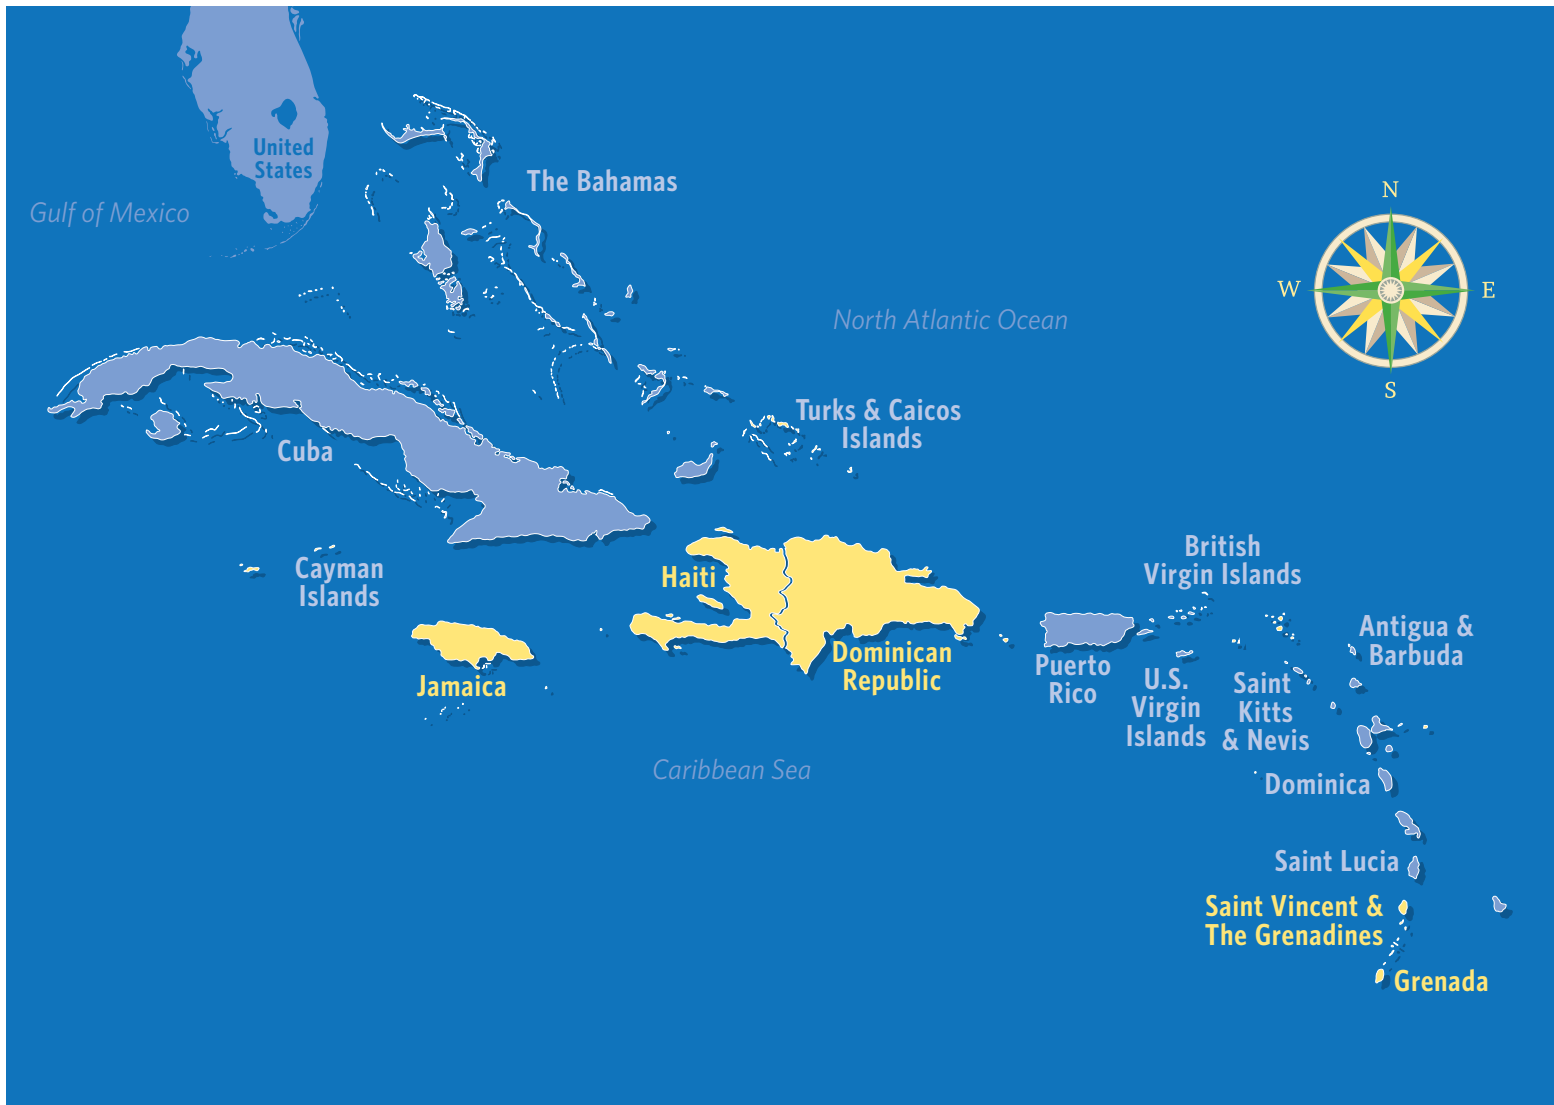 United
States
The Bahamas
Gulf of Mexico
N
W
E
S
North Atlantic Ocean
Turks & Caicos
Islands
Cuba
Cayman
Islands
Haiti
British
Virgin Islands
Antigua &
Barbuda
Dominican
Republic
Puerto
Rico
U.S.
Virgin
Islands
Saint
Kitts
& Nevis
Jamaica
Caribbean Sea
Dominica
Saint Lucia
Saint Vincent &
The Grenadines
Grenada